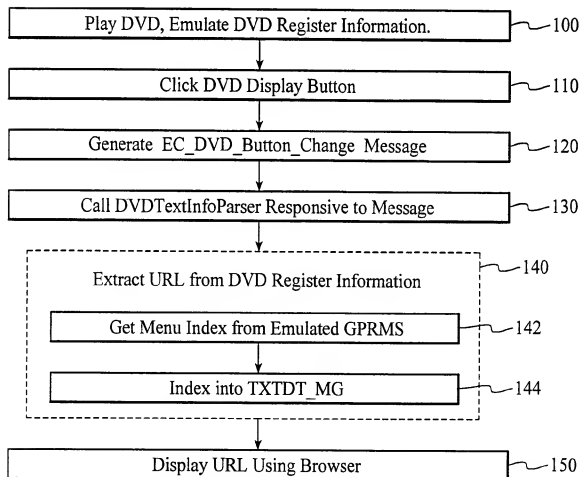 Play DVD, Emulate DVD Register Information.
100
Click DVD Display Button
110
Generate EC_DVD_Button_Change Message
120
Call DVDTextInfoParser Responsive to Message
130
140
Extract URL from DVD Register Information
Get Menu Index from Emulated GPRMS
142
Index into TXTDT_MG
144
Display URL Using Browser
150